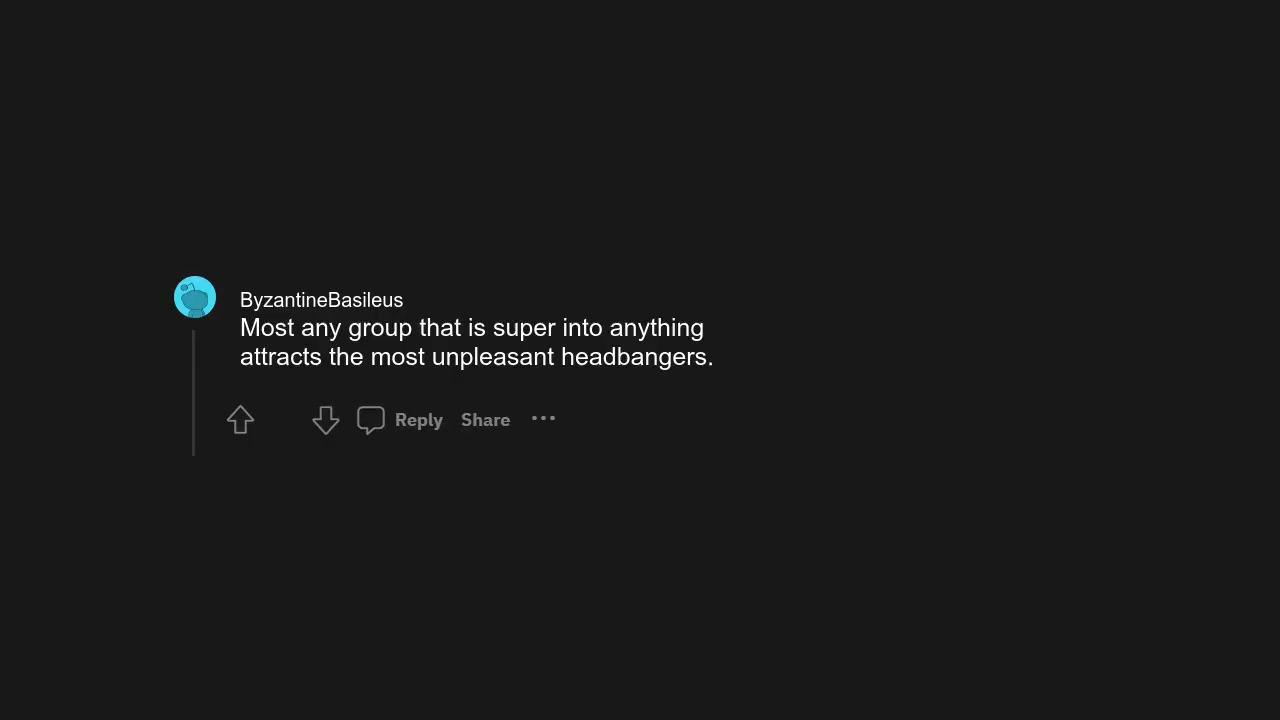 ByzantineBasileus
Most any group that is super into anything
attracts the most unpleasant headbangers.
Reply Share